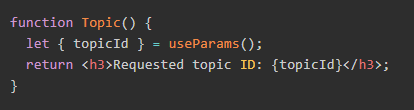 function Topic() {
  let { topicId } = useParams();
  return <h3>Requested topic ID: {topicId}</h3>;
}